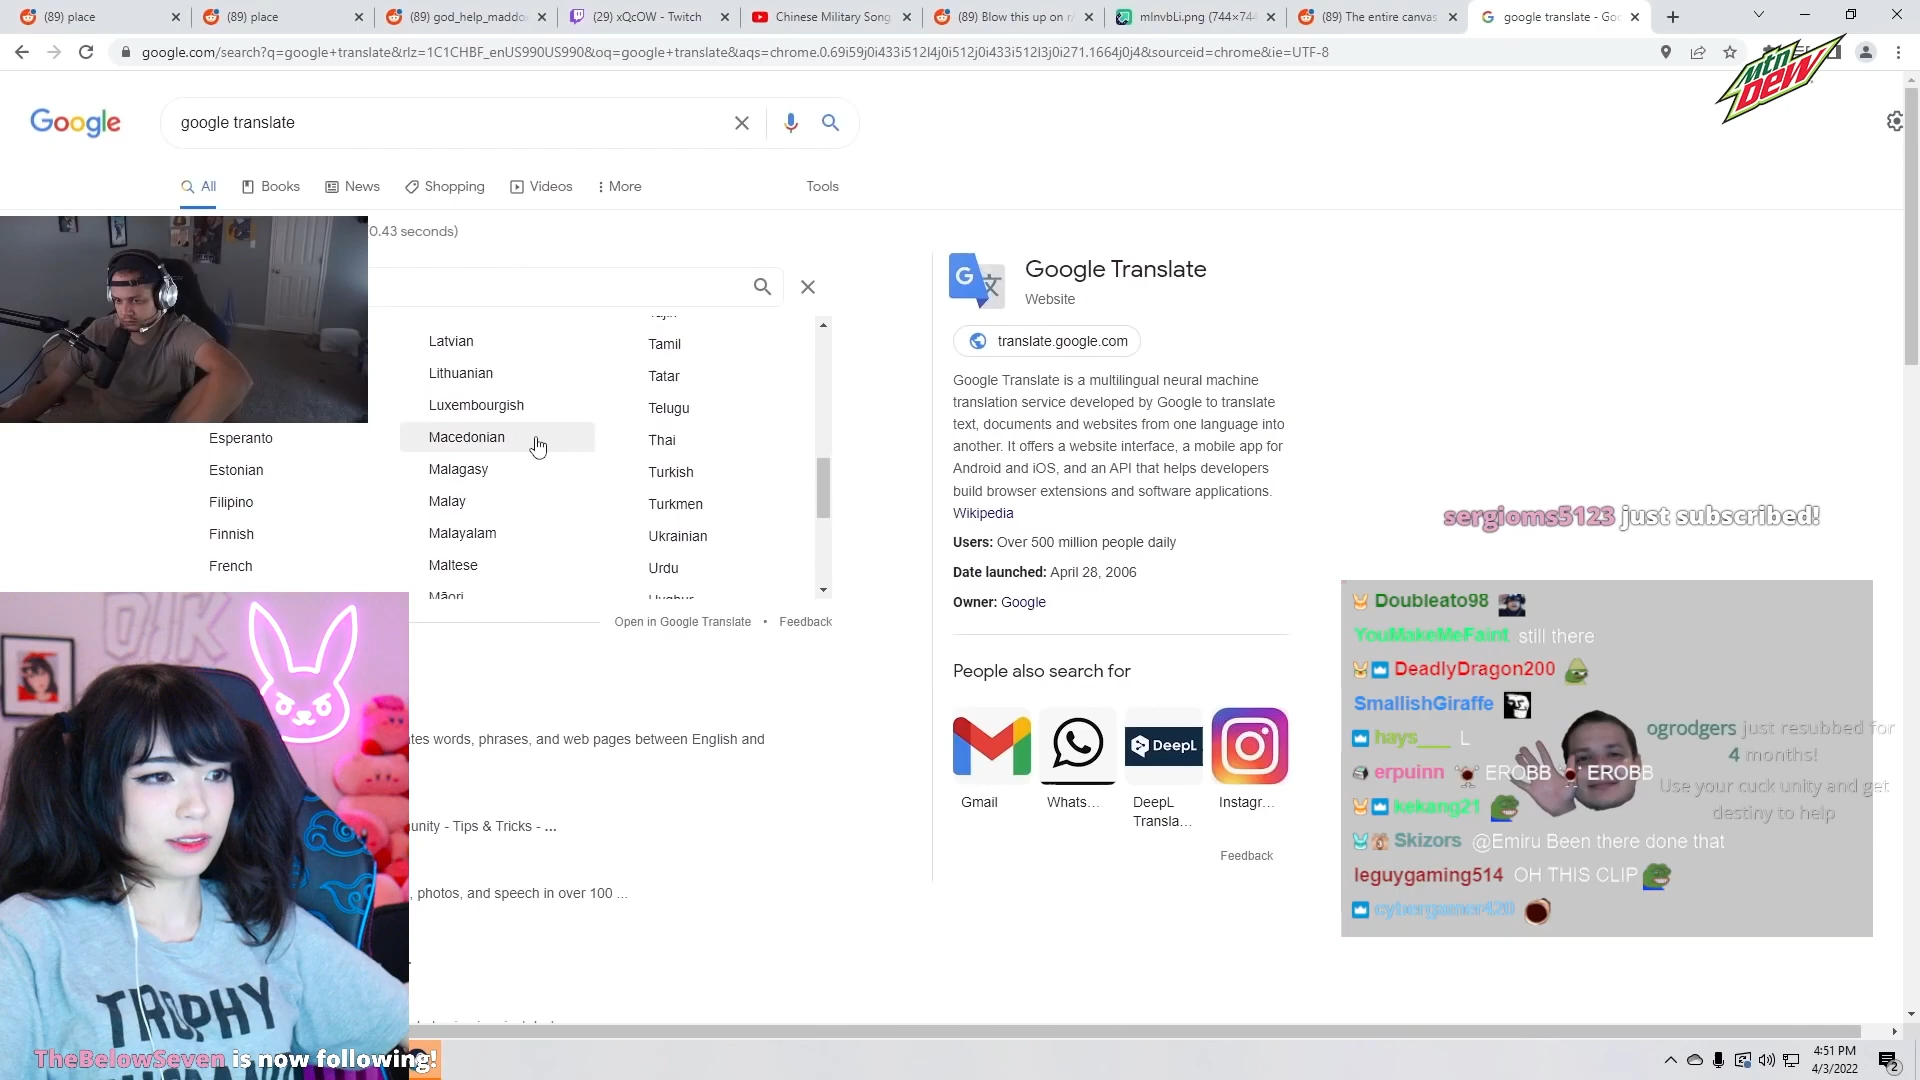 (89) place
(89) place
(89) god_help_maddo
(29) xQcOW - Twitch
Chinese Military Song
(89) Blow this up on r/
mInvbLi.png (744×744
(89) The entire canvas
google translate - Goo
google.com/search?q=google+translate&rlz=1C1CHBF_enUS990US990&oq=google+translate&aqs=chrome.0.69i59j0i433i512l4j0i512j0i433i512l3j0i271.1664j0j4&sourceid=chrome&ie=UTF-8
Mtn
DEW
Google
google translate
All
Books
News
Shopping
Videos
More
Tools
0.43 seconds)
Latvian
Lithuanian
Luxembourgish
Macedonian
Malagasy
Malay
Malayalam
Maltese
Māori
Esperanto
Estonian
Filipino
Finnish
French
Tajik
Tamil
Tatar
Telugu
Thai
Turkish
Turkmen
Ukrainian
Urdu
Uyghur
Open in Google Translate • Feedback
Google Translate
Website
translate.google.com
Google Translate is a multilingual neural machine
translation service developed by Google to translate
text, documents and websites from one language into
another. It offers a website interface, a mobile app for
Android and iOS, and an API that helps developers
build browser extensions and software applications.
Wikipedia
Users: Over 500 million people daily
Date launched: April 28, 2006
Owner: Google
People also search for
Gmail
Whats...
DeepL
DeepL
Transla...
Instagr...
Feedback
tes words, phrases, and web pages between English and
unity - Tips & Tricks - ...
, photos, and speech in over 100 ...
sergioms5123 just subscribed!
Doubleato98
YouMakeMeFaint still there
DeadlyDragon200
SmallishGiraffe
hays___ L
erpuinn EROBB EROBB
kekang21
Skizors @Emiru Been there done that
leguygaming514 OH THIS CLIP
cybergamer420
ogrodgers just resubbed for
4 months!
Use your cuck unity and get
destiny to help
TROPHY
TheBelowSeven is now following!
4:51 PM
4/3/2022
2